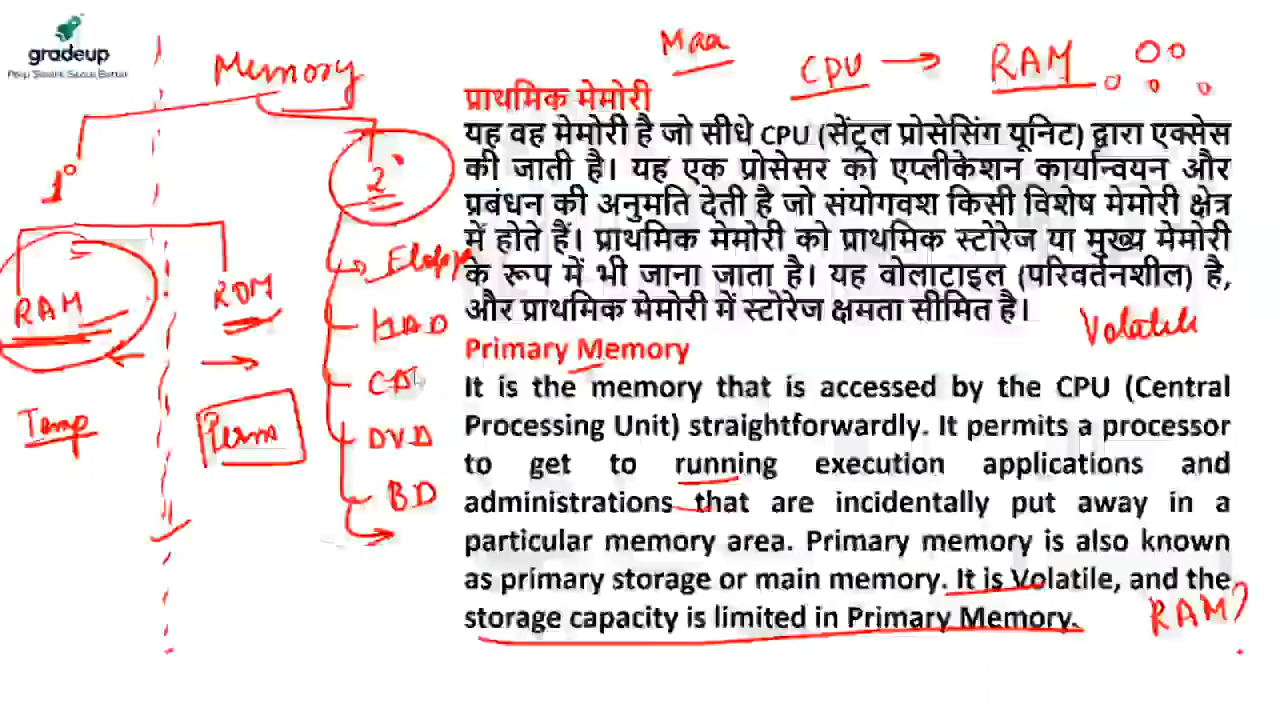 gradeup
Memory
1°
2°
RAM
ROM
Temp
Perm
Floppy
HDD
CD
DVD
BD
CPU → RAM
प्राथमिक मेमोरी
यह वह मेमोरी है जो सीधे CPU (सेंट्रल प्रोसेसिंग यूनिट) द्वारा एक्सेस
की जाती है। यह एक प्रोसेसर को एप्लीकेशन कार्यान्वयन और
प्रबंधन की अनुमति देती है जो संयोगवश किसी विशेष मेमोरी क्षेत्र
में होते हैं। प्राथमिक मेमोरी को प्राथमिक स्टोरेज या मुख्य मेमोरी
के रूप में भी जाना जाता है। यह वोलाटाइल (परिवर्तनशील) है,
और प्राथमिक मेमोरी में स्टोरेज क्षमता सीमित है।
Volatile
Primary Memory
It is the memory that is accessed by the CPU (Central
Processing Unit) straightforwardly. It permits a processor
to get to running execution applications and
administrations that are incidentally put away in a
particular memory area. Primary memory is also known
as primary storage or main memory. It is Volatile, and the
storage capacity is limited in Primary Memory.
RAM?